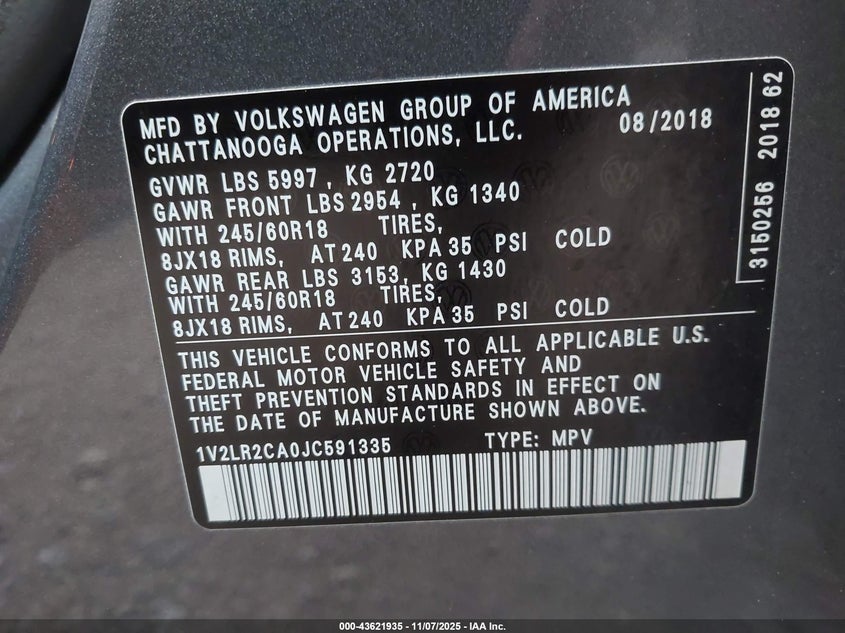 MFD BY VOLKSWAGEN GROUP OF AMERICA
CHATTANOOGA OPERATIONS, LLC. 08/2018
GVWR LBS 5997 , KG 2720
GAWR FRONT LBS 2954 , KG 1340
WITH 245/60R18 TIRES,
8JX18 RIMS, AT 240 KPA 35 PSI COLD
GAWR REAR LBS 3153, KG 1430
WITH 245/60R18 TIRES,
8JX18 RIMS, AT 240 KPA 35 PSI COLD
THIS VEHICLE CONFORMS TO ALL APPLICABLE U.S.
FEDERAL MOTOR VEHICLE SAFETY AND
THEFT PREVENTION STANDARDS IN EFFECT ON
THE DATE OF MANUFACTURE SHOWN ABOVE.
1V2LR2CA0JC591335 TYPE: MPV
3150256 2018 62
000-43621935 - 11/07/2025 - IAA Inc.